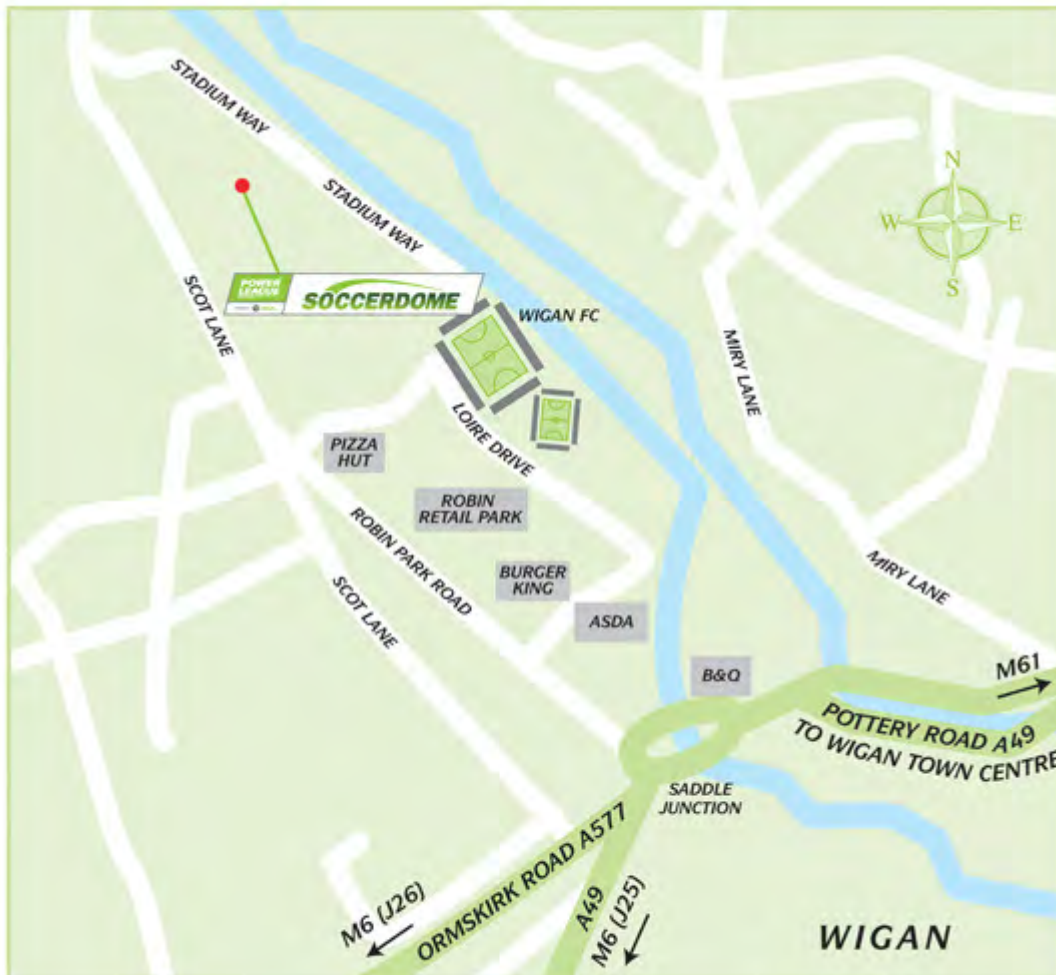 STADIUM WAY
STADIUM WAY
N
W
E
S
POWER
LEAGUE
SOCCERDOME
WIGAN FC
SCOT LANE
MIRY LANE
LOIRE DRIVE
PIZZA
HUT
ROBIN
RETAIL PARK
ROBIN PARK ROAD
BURGER
KING
MIRY LANE
SCOT LANE
ASDA
B&Q
M61
POTTERY ROAD A49
TO WIGAN TOWN CENTRE
SADDLE
JUNCTION
ORMSKIRK ROAD A577
M6 (J26)
A49
M6 (J25)
WIGAN